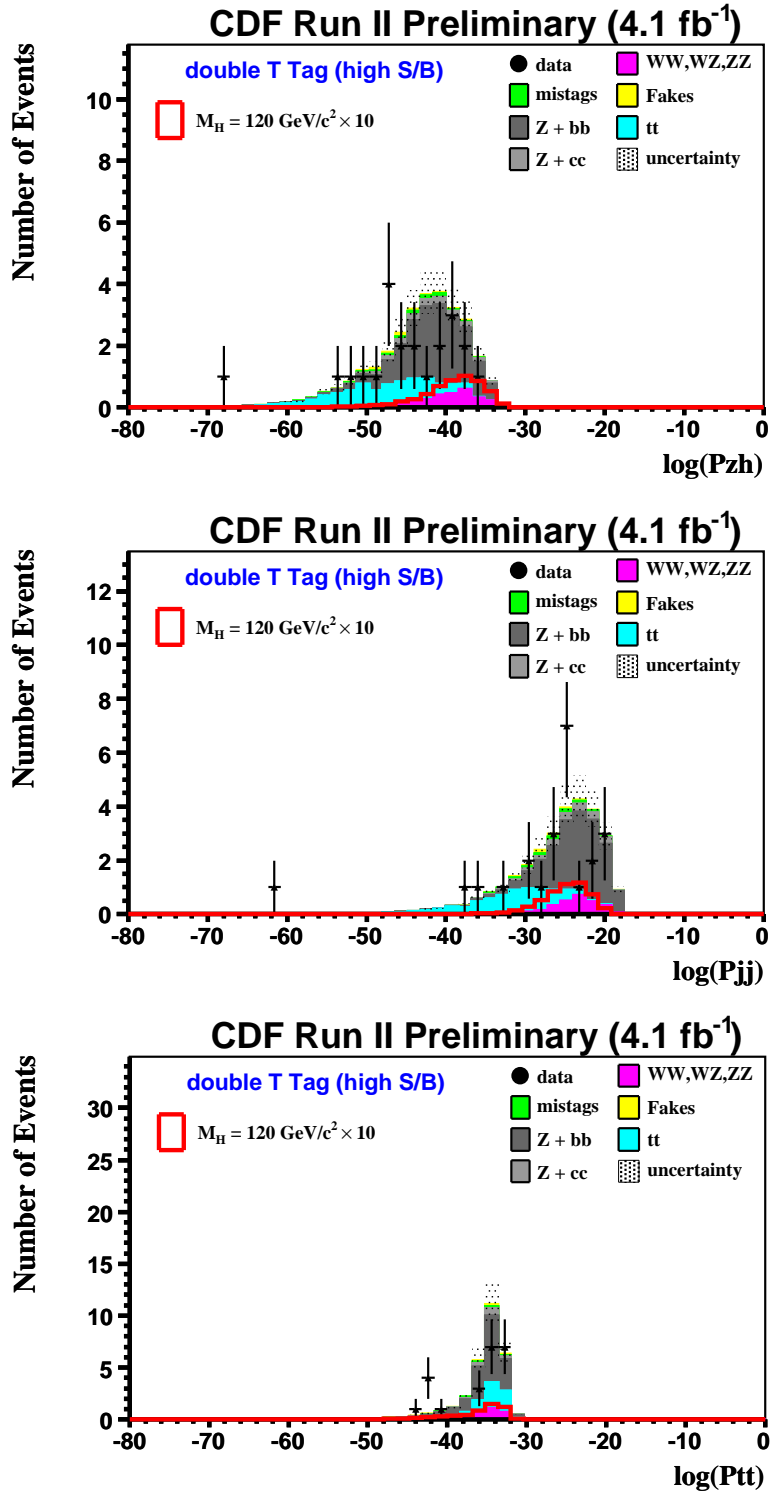 CDF Run II Preliminary (4.1 fb⁻¹)
Number of Events
double T Tag (high S/B)
M_H = 120 GeV/c² × 10
data
WW,WZ,ZZ
mistags
Fakes
Z + bb
tt
Z + cc
uncertainty
10
8
6
4
2
0
-80 -70 -60 -50 -40 -30 -20 -10 0
log(Pzh)
CDF Run II Preliminary (4.1 fb⁻¹)
Number of Events
double T Tag (high S/B)
M_H = 120 GeV/c² × 10
data
WW,WZ,ZZ
mistags
Fakes
Z + bb
tt
Z + cc
uncertainty
12
10
8
6
4
2
0
-80 -70 -60 -50 -40 -30 -20 -10 0
log(Pjj)
CDF Run II Preliminary (4.1 fb⁻¹)
Number of Events
double T Tag (high S/B)
M_H = 120 GeV/c² × 10
data
WW,WZ,ZZ
mistags
Fakes
Z + bb
tt
Z + cc
uncertainty
30
25
20
15
10
5
0
-80 -70 -60 -50 -40 -30 -20 -10 0
log(Ptt)